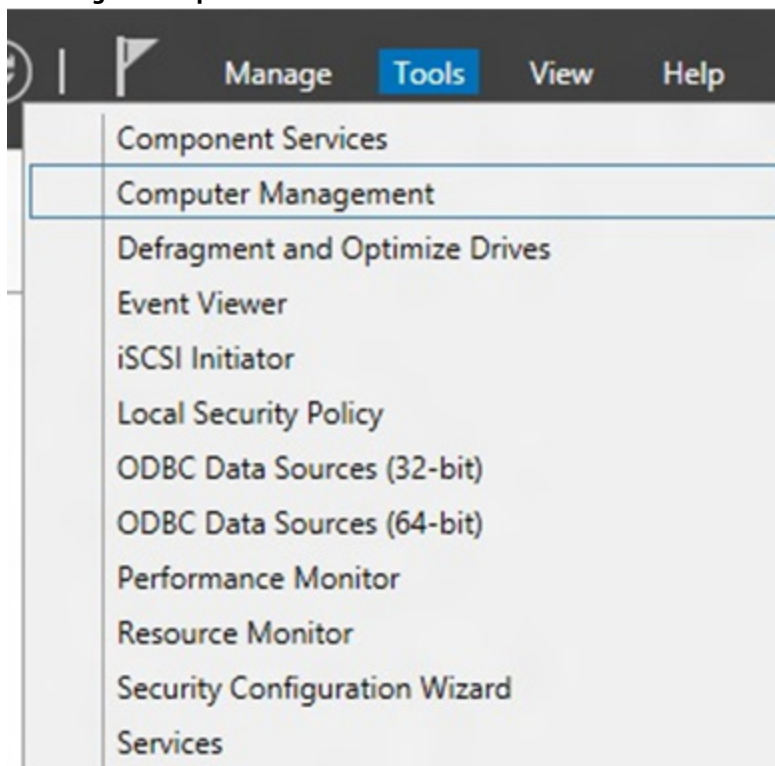 Manage Tools View Help
Component Services
Computer Management
Defragment and Optimize Drives
Event Viewer
iSCSI Initiator
Local Security Policy
ODBC Data Sources (32-bit)
ODBC Data Sources (64-bit)
Performance Monitor
Resource Monitor
Security Configuration Wizard
Services